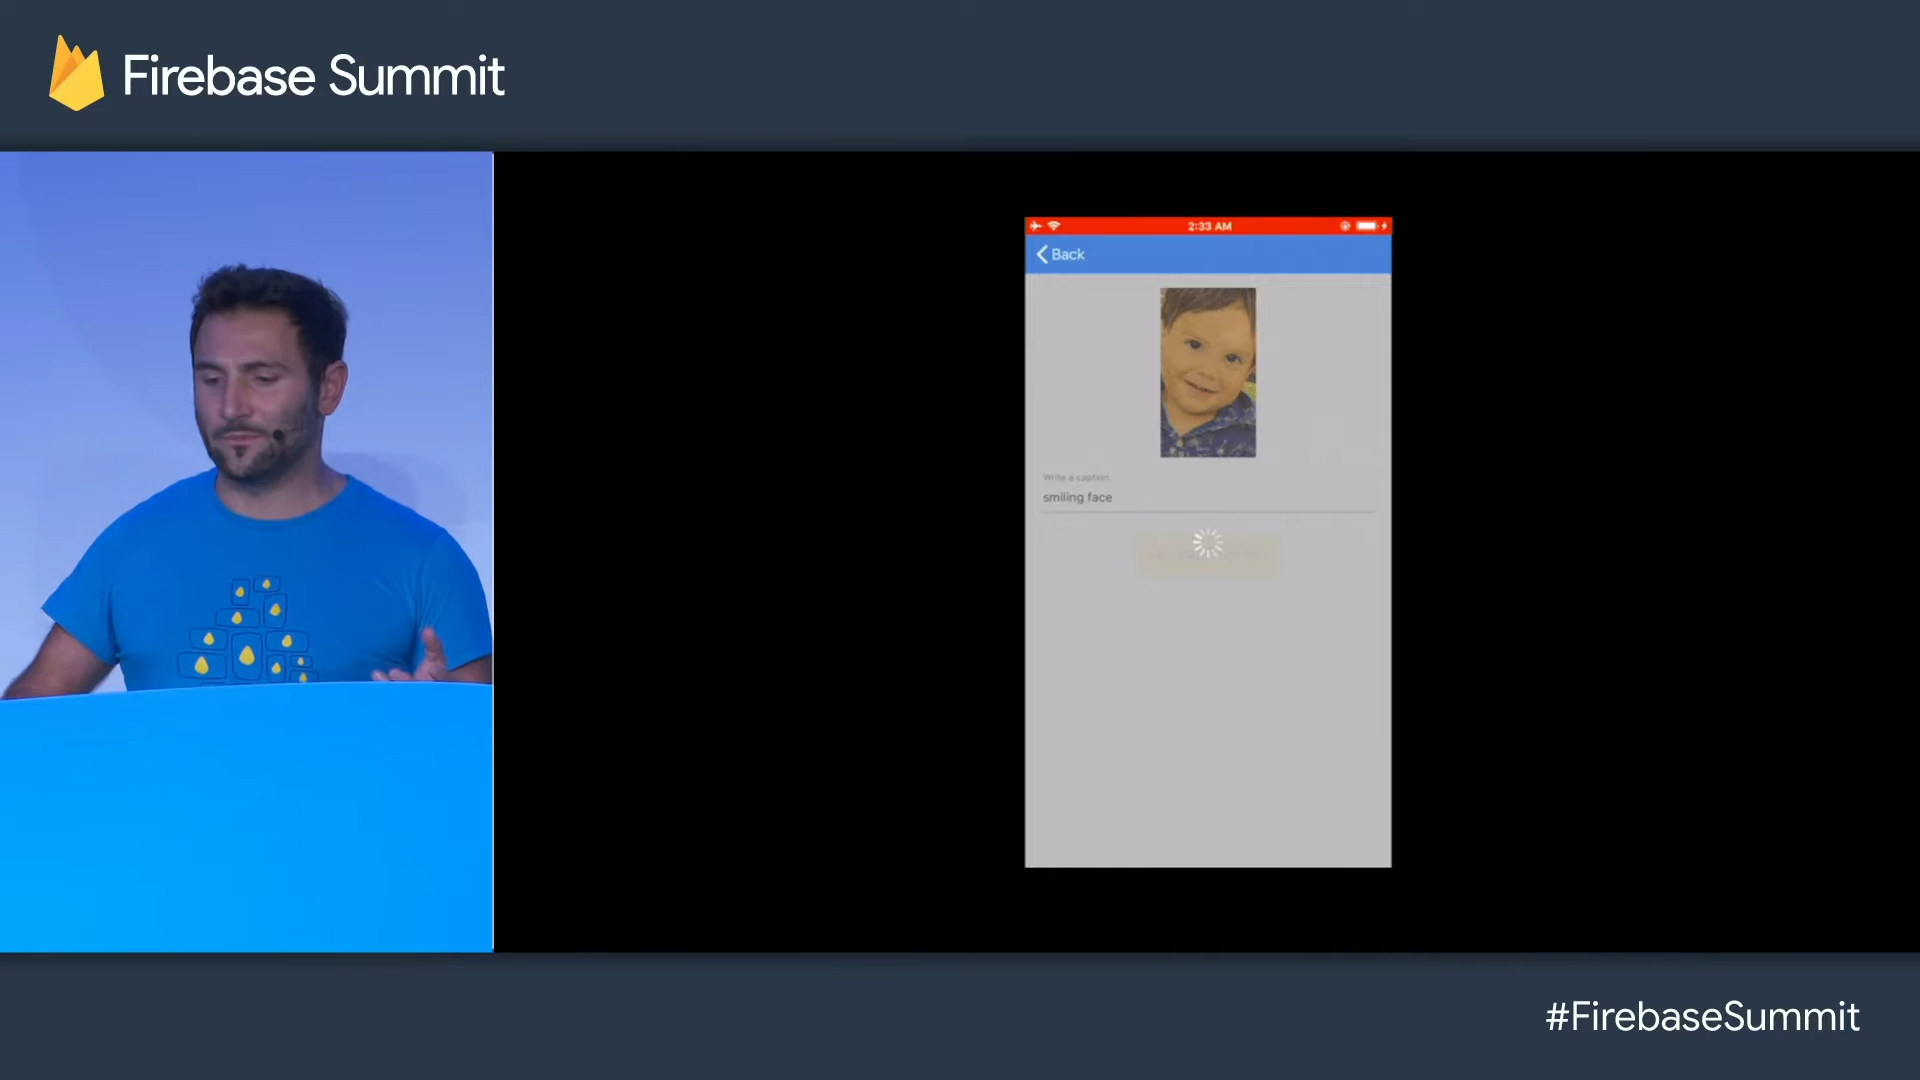 Firebase Summit
2:33 AM
Back
Write a caption.
smiling face
#FirebaseSummit